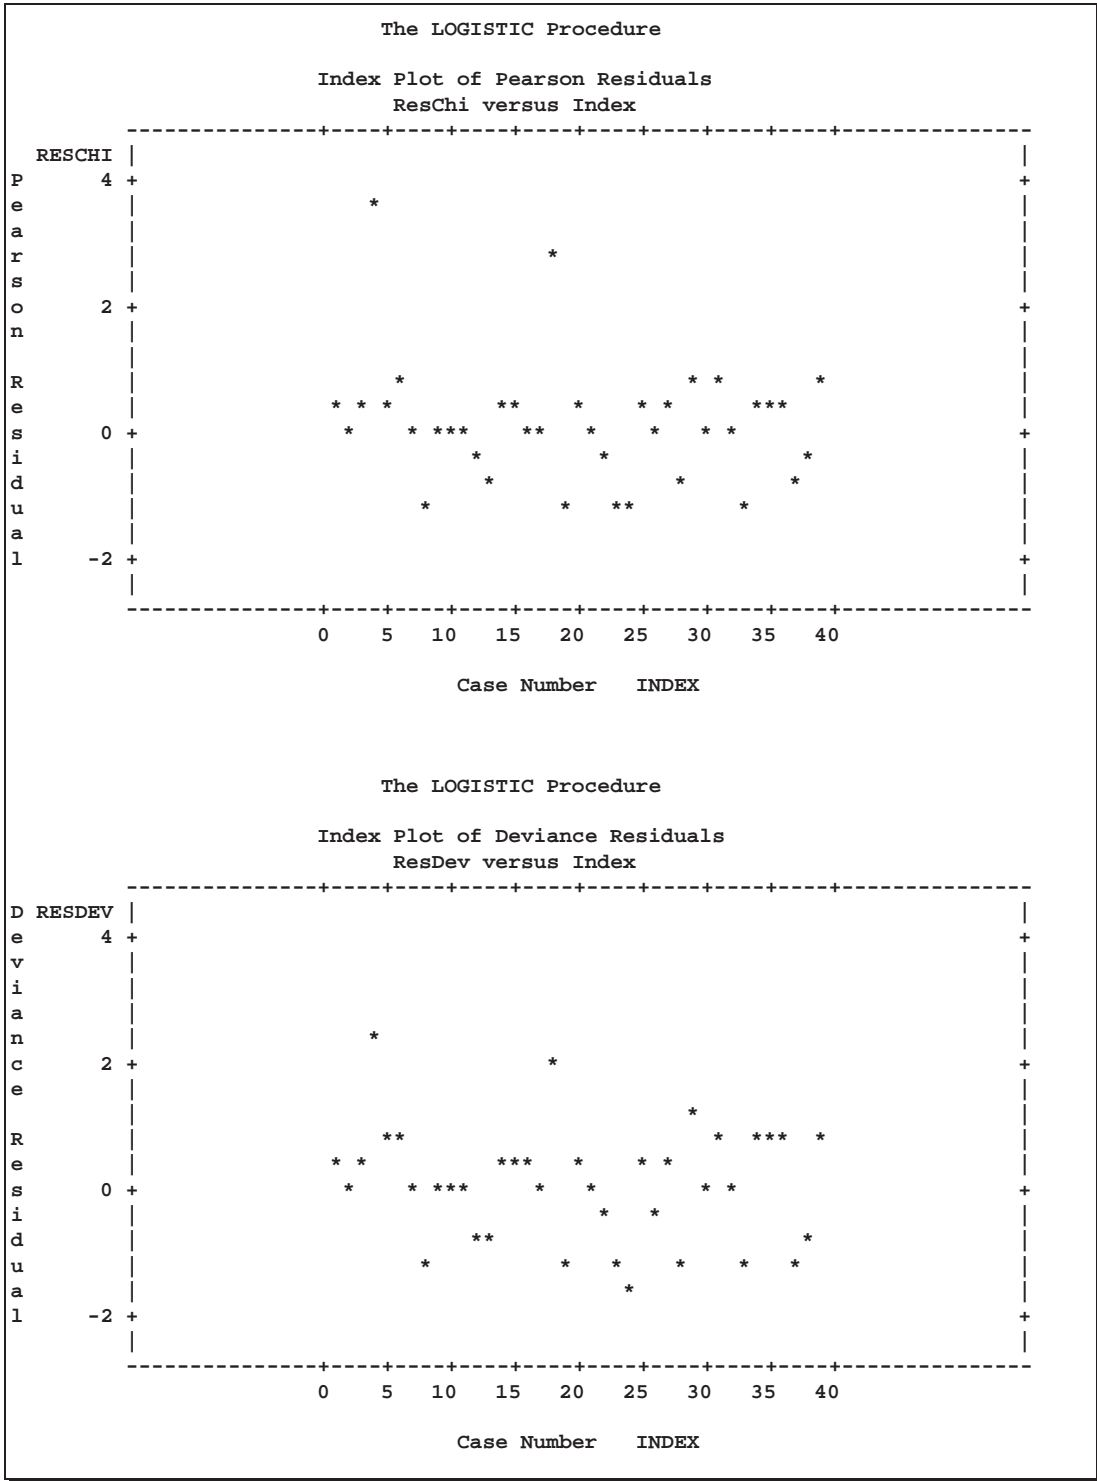 The LOGISTIC Procedure
Index Plot of Pearson Residuals
ResChi versus Index
RESCHI
Pearson Residual
4
2
0
-2
0 5 10 15 20 25 30 35 40
Case Number INDEX
The LOGISTIC Procedure
Index Plot of Deviance Residuals
ResDev versus Index
RESDEV
Deviance Residual
4
2
0
-2
0 5 10 15 20 25 30 35 40
Case Number INDEX